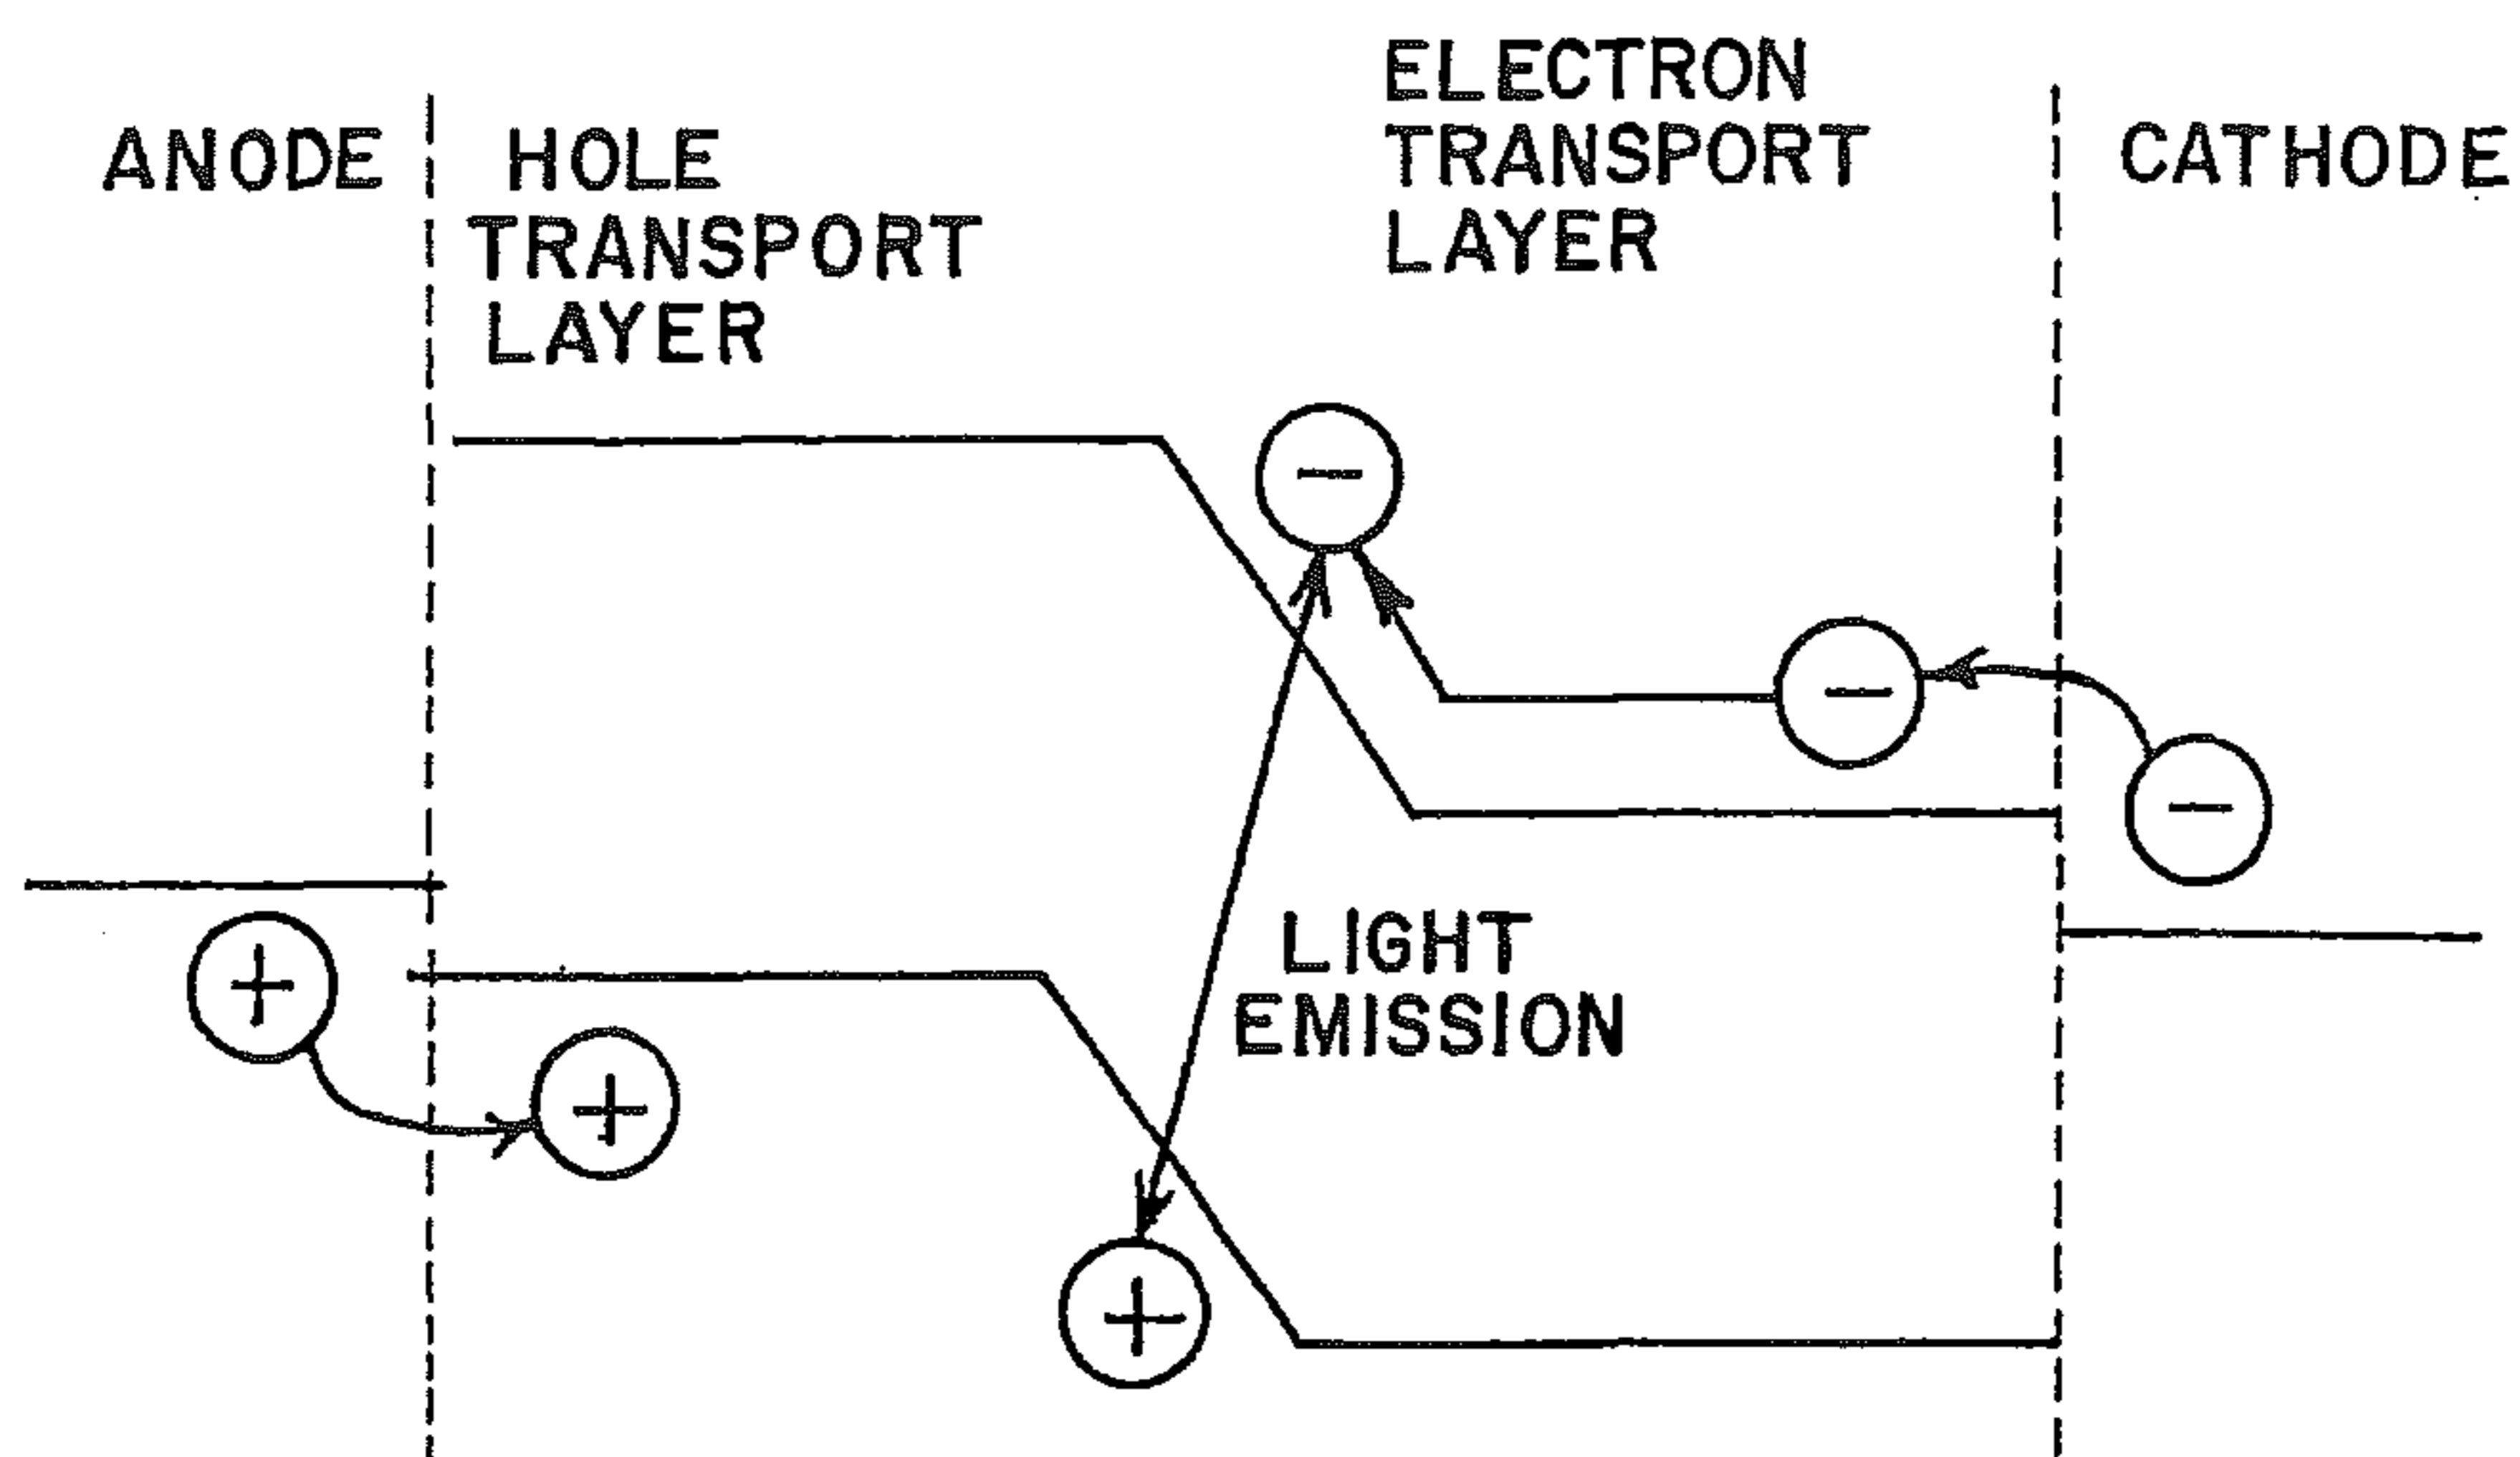 ANODE
HOLE
TRANSPORT
LAYER
ELECTRON
TRANSPORT
LAYER
CATHODE
−
−
−
+
+
LIGHT
EMISSION
+